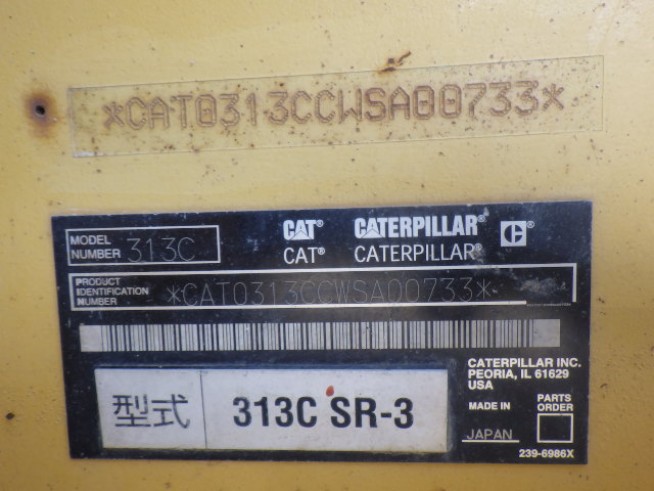 *CAT0313CCWSA00733*
CAT® CATERPILLAR® C
CAT® CATERPILLAR®
MODEL NUMBER 313C
PRODUCT IDENTIFICATION NUMBER *CAT0313CCWSA00733*
CATERPILLAR INC.
PEORIA, IL 61629
USA
型式 313C SR-3
MADE IN JAPAN
PARTS ORDER
239-6986X